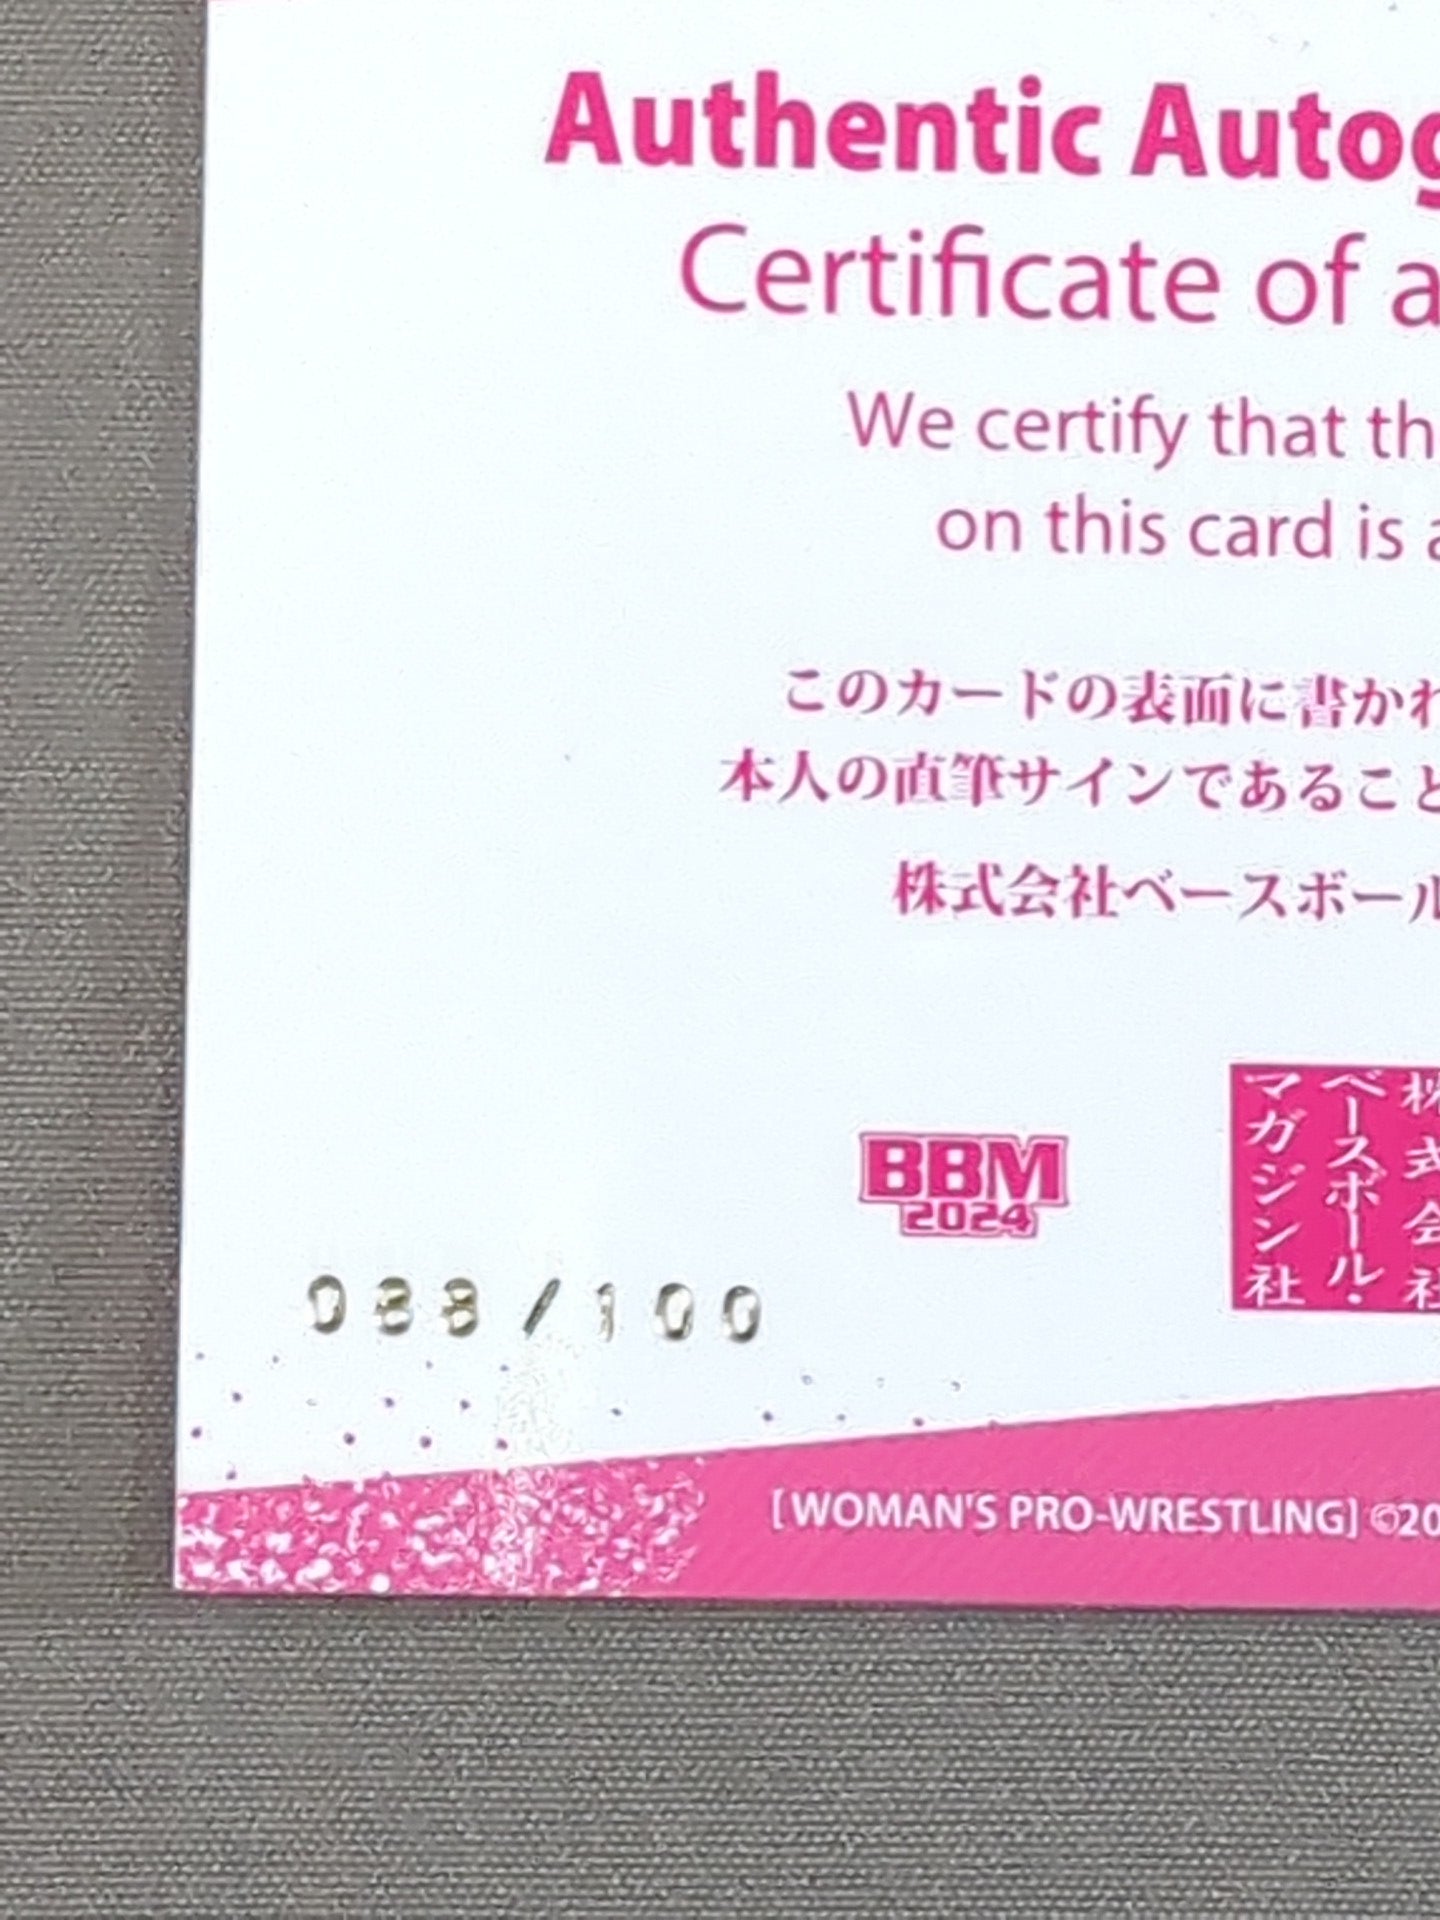 Authentic Autog
Certificate of a
We certify that th
on this card is a
このカードの表面に書かれ
本人の直筆サインであること
株式会社ベースボール
BBM
2024
株式会社
ベースボール・
マガジン社
088/100
[WOMAN'S PRO-WRESTLING] ©20